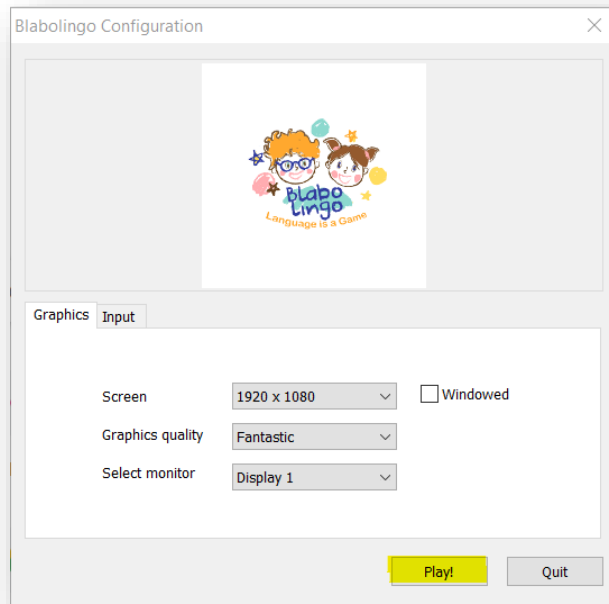 Blabolingo Configuration
Blabo
Lingo
Language is a Game
Graphics
Input
Screen
1920 x 1080
Windowed
Graphics quality
Fantastic
Select monitor
Display 1
Play!
Quit